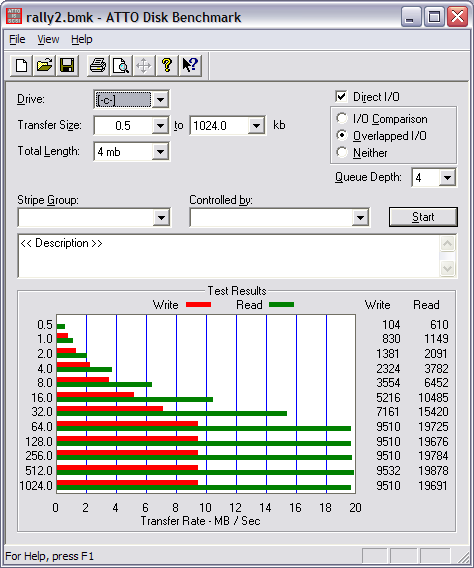 rally2.bmk - ATTO Disk Benchmark
File View Help
Drive: [-c-]
Direct I/O
Transfer Size: 0.5 to 1024.0 kb
I/O Comparison
Overlapped I/O
Total Length: 4 mb
Neither
Queue Depth: 4
Stripe Group: Controlled by:
Start
<< Description >>
Test Results
Write Read Write Read
0.5 104 610
1.0 830 1149
2.0 1381 2091
4.0 2324 3782
8.0 3554 6452
16.0 5216 10485
32.0 7161 15420
64.0 9510 19725
128.0 9510 19676
256.0 9510 19784
512.0 9532 19878
1024.0 9510 19691
0 2 4 6 8 10 12 14 16 18 20
Transfer Rate - MB / Sec
For Help, press F1